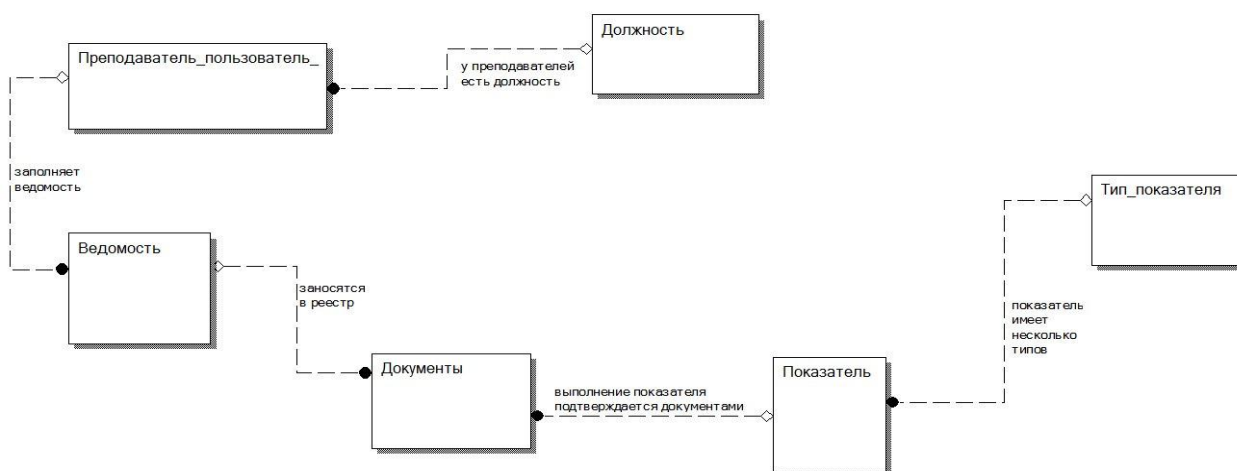 Должность
Преподаватель_пользователь_
у преподавателей
есть должность
заполняет
ведомость
Тип_показателя
Ведомость
заносятся
в реестр
показатель
имеет
несколько
типов
Документы
Показатель
выполнение показателя
подтверждается документами